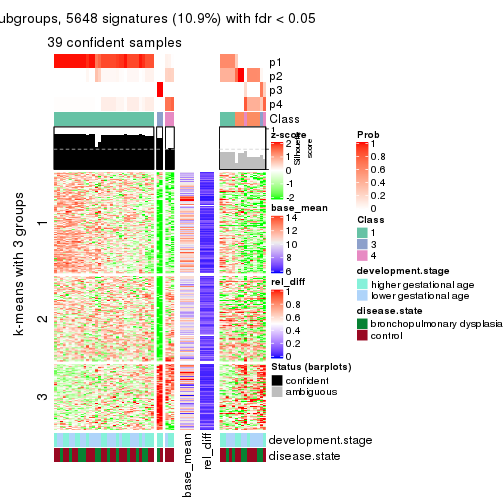 ubgroups, 5648 signatures (10.9%) with fdr < 0.05
39 confident samples
p1
p2
p3
p4
Class
1
Silhouette
score
z-score
2
1
0
-1
-2
base_mean
14
12
10
8
6
rel_diff
1
0.8
0.6
0.4
0.2
0
Status (barplots)
confident
ambiguous
Prob
1
0.8
0.6
0.4
0.2
0
Class
1
3
4
development.stage
higher gestational age
lower gestational age
disease.state
bronchopulmonary dysplasia
control
k-means with 3 groups
1
2
3
development.stage
disease.state
base_mean
rel_diff